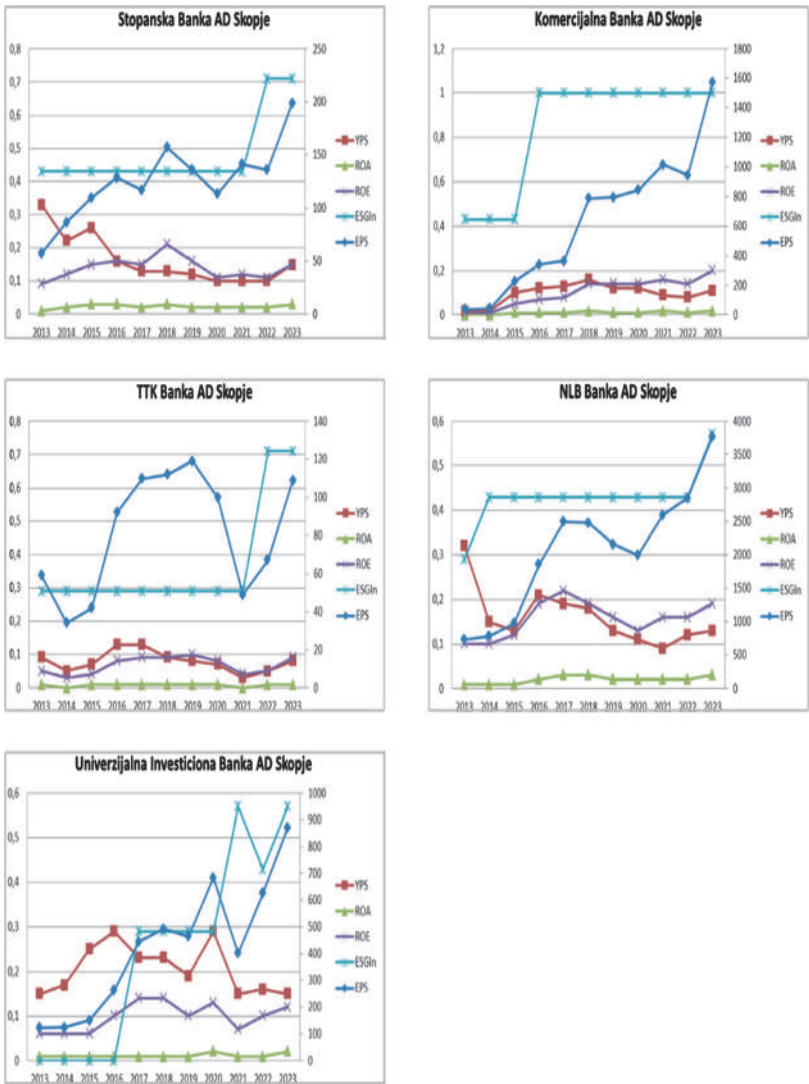 Stopanska Banka AD Skopje
0,8
0,7
0,6
0,5
0,4
0,3
0,2
0,1
0
250
200
150
100
50
0
2013 2014 2015 2016 2017 2018 2019 2020 2021 2022 2023
YPS
ROA
ROE
ESGIn
EPS
Komercijalna Banka AD Skopje
1,2
1
0,8
0,6
0,4
0,2
0
1800
1600
1400
1200
1000
800
600
400
200
0
2013 2014 2015 2016 2017 2018 2019 2020 2021 2022 2023
YPS
ROA
ROE
ESGIn
EPS
TTK Banka AD Skopje
0,8
0,7
0,6
0,5
0,4
0,3
0,2
0,1
0
140
120
100
80
60
40
20
0
2013 2014 2015 2016 2017 2018 2019 2020 2021 2022 2023
YPS
ROA
ROE
ESGIn
EPS
NLB Banka AD Skopje
0,6
0,5
0,4
0,3
0,2
0,1
0
4000
3500
3000
2500
2000
1500
1000
500
0
2013 2014 2015 2016 2017 2018 2019 2020 2021 2022 2023
YPS
ROA
ROE
ESGIn
EPS
Univerzijalna Investiciona Banka AD Skopje
0,6
0,5
0,4
0,3
0,2
0,1
0
1000
900
800
700
600
500
400
300
200
100
0
2013 2014 2015 2016 2017 2018 2019 2020 2021 2022 2023
YPS
ROA
ROE
ESGIn
EPS